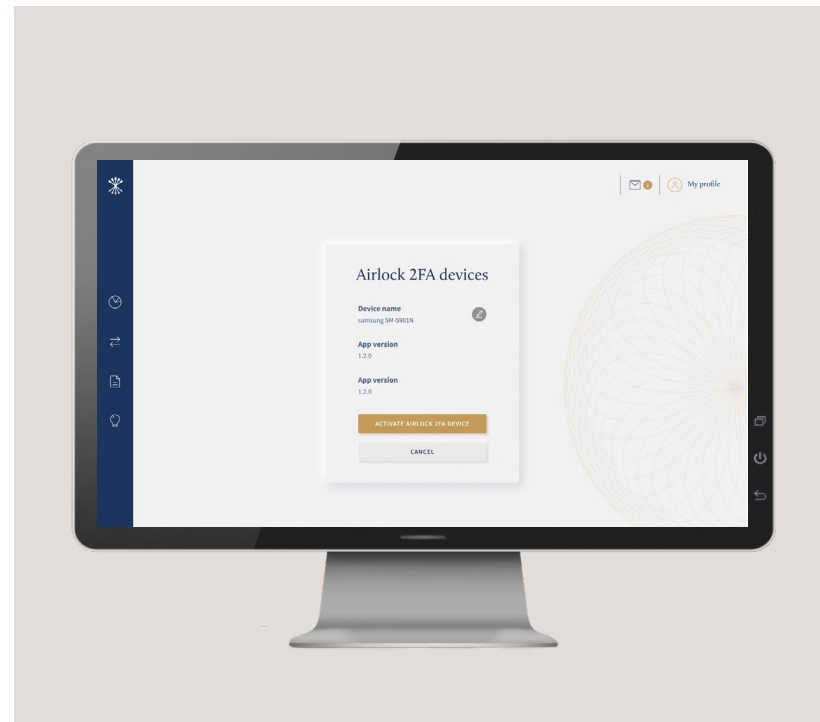 My profile
Airlock 2FA devices
Device name
samsung SM-S901N
App version
1.2.0
App version
1.2.0
ACTIVATE AIRLOCK 2FA DEVICE
CANCEL